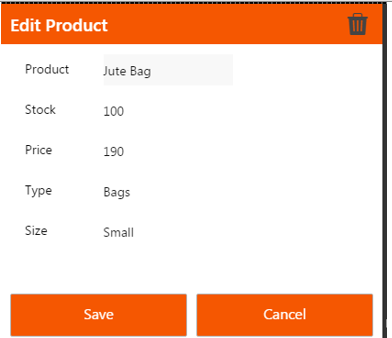 Edit Product
Product Jute Bag
Stock 100
Price 190
Type Bags
Size Small
Save Cancel